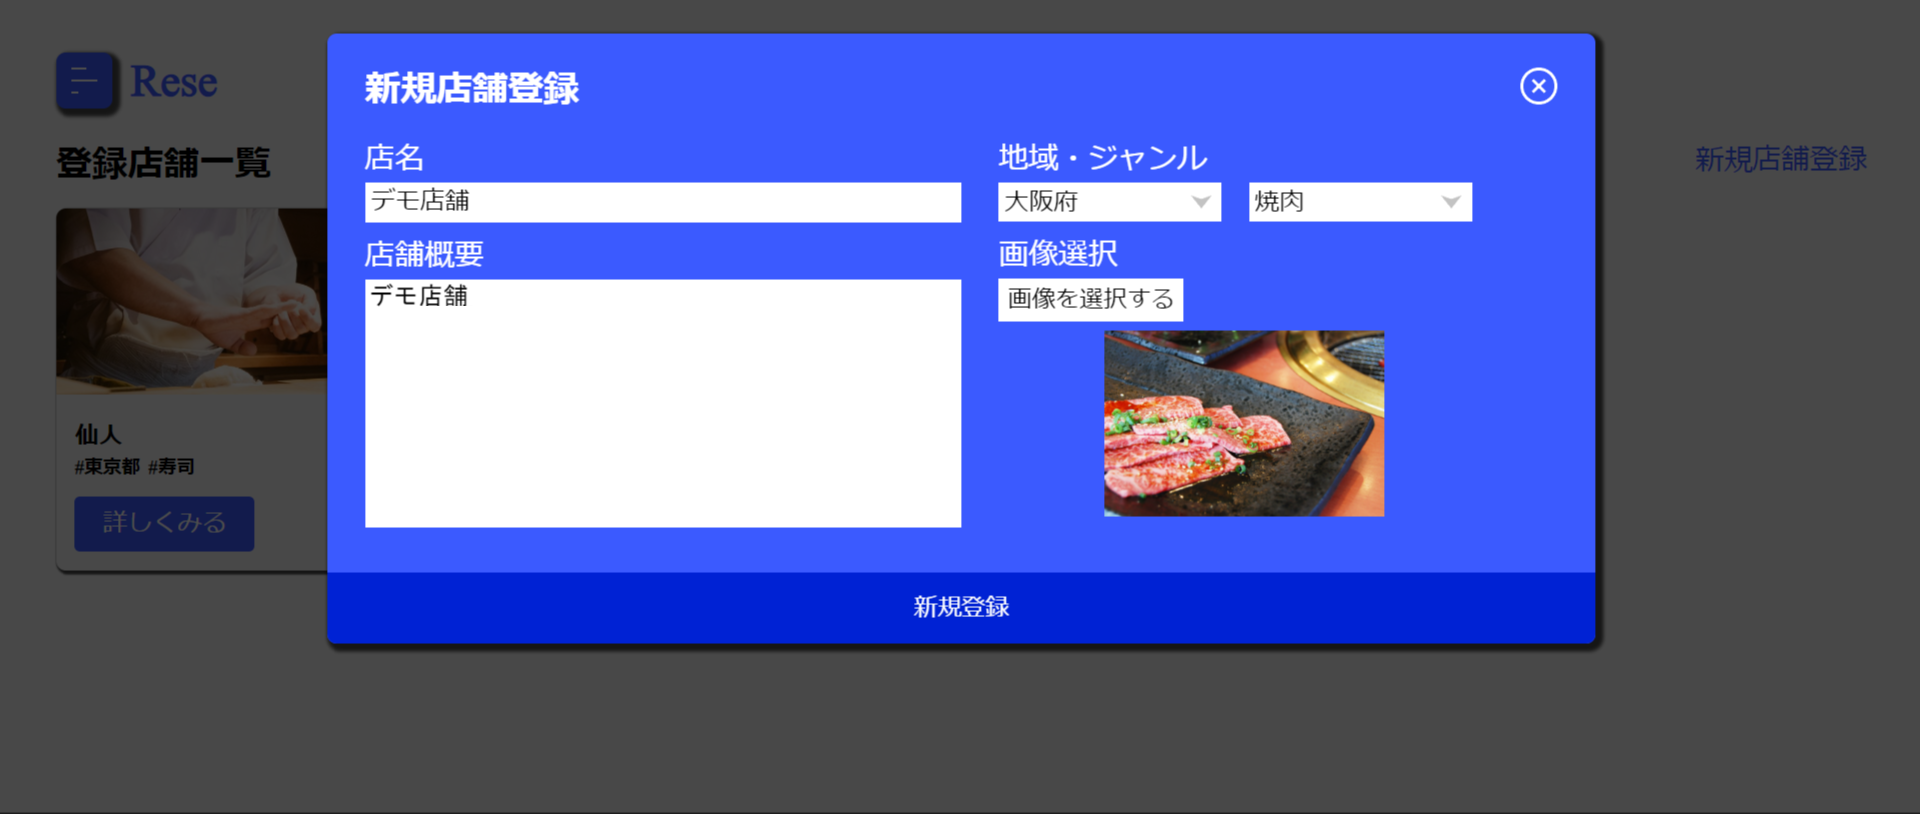 Rese
登録店舗一覧
新規店舗登録
仙人
#東京都 #寿司
詳しくみる
新規店舗登録
店名
デモ店舗
店舗概要
デモ店舗
地域・ジャンル
大阪府
焼肉
画像選択
画像を選択する
新規登録